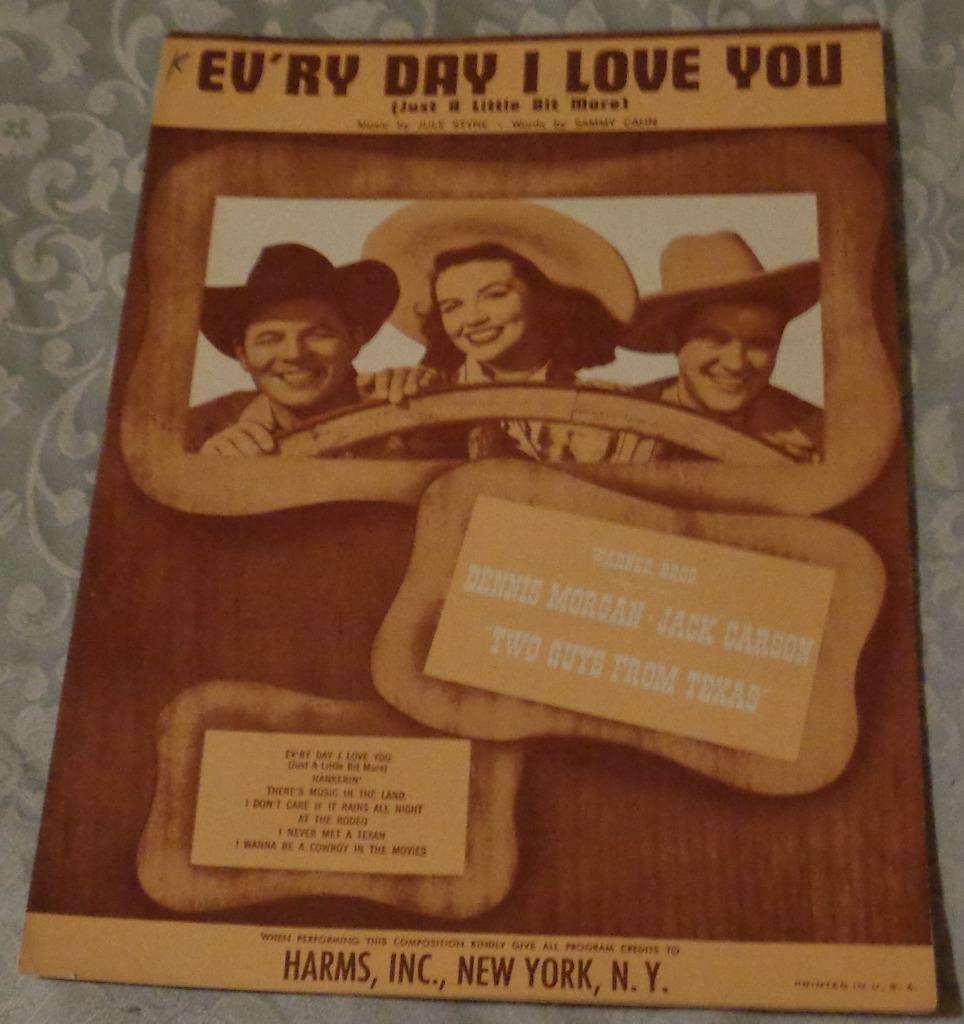 K
EV'RY DAY I LOVE YOU
(Just A Little Bit More)
Music by JULE STYNE - Words by SAMMY CAHN
WARNER BROS
DENNIS MORGAN · JACK CARSON
"TWO GUYS FROM TEXAS"
EV'RY DAY I LOVE YOU
(Just A Little Bit More)
HANKERIN'
THERE'S MUSIC IN THE LAND
I DON'T CARE IF IT RAINS ALL NIGHT
AT THE RODEO
I NEVER MET A TEXAN
I WANNA BE A COWBOY IN THE MOVIES
WHEN PERFORMING THIS COMPOSITION KINDLY GIVE ALL PROGRAM CREDITS TO
HARMS, INC., NEW YORK, N. Y.
PRINTED IN U. S. A.